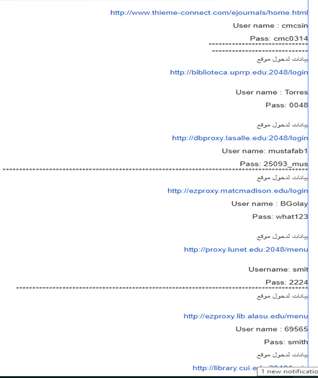 http://www.thieme-connect.com/ejournals/home.html
User name : cmcsin
Pass: cmc0314
بيانات لدخول موقع
http://biblioteca.uprrp.edu:2048/login
User name : Torres
Pass: 0048
بيانات لدخول موقع
http://dbproxy.lasalle.edu:2048/login
User name: mustafab1
Pass: 25093_mus
بيانات لدخول موقع
http://ezproxy.matcmadison.edu/login
User name : BGolay
Pass: what123
بيانات لدخول موقع
http://proxy.lunet.edu:2048/menu
Username: smit
Pass: 2224
بيانات لدخول موقع
http://ezproxy.lib.alasu.edu/menu
User name : 69565
Pass: smith
بيانات لدخول موقع
http://library.cui
1 new notificatio